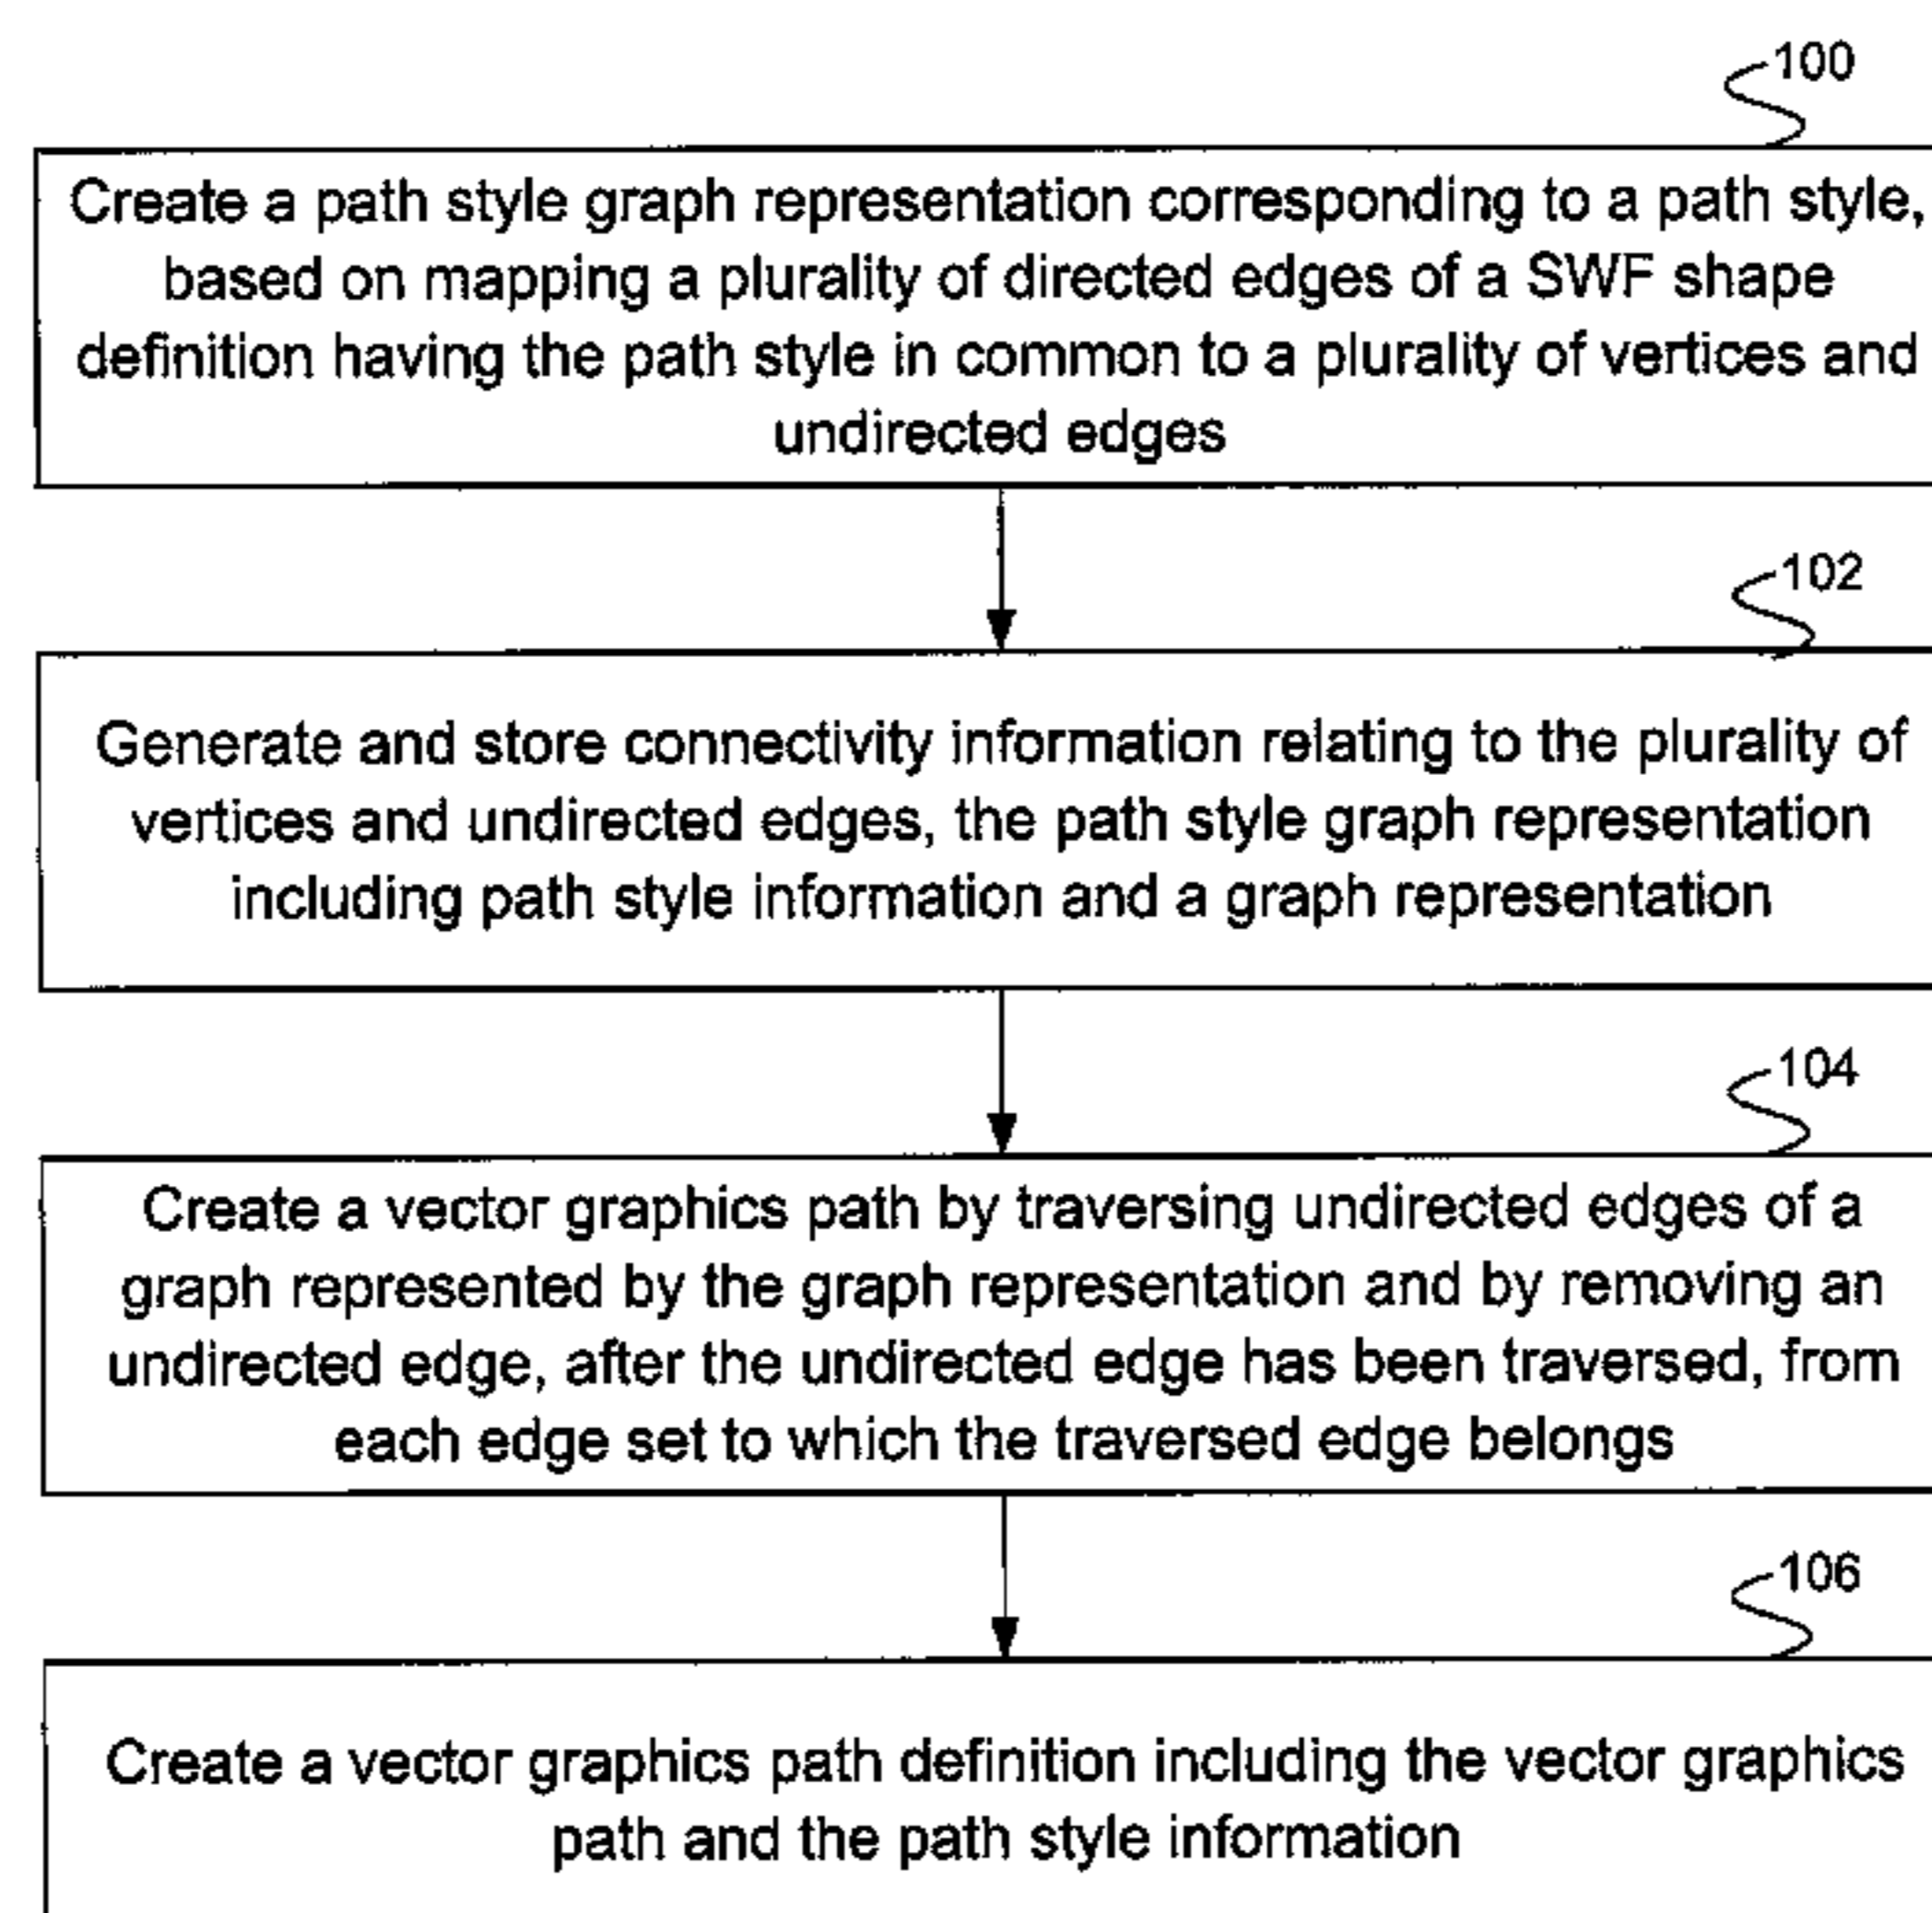 100
Create a path style graph representation corresponding to a path style,
based on mapping a plurality of directed edges of a SWF shape
definition having the path style in common to a plurality of vertices and
undirected edges
102
Generate and store connectivity information relating to the plurality of
vertices and undirected edges, the path style graph representation
including path style information and a graph representation
104
Create a vector graphics path by traversing undirected edges of a
graph represented by the graph representation and by removing an
undirected edge, after the undirected edge has been traversed, from
each edge set to which the traversed edge belongs
106
Create a vector graphics path definition including the vector graphics
path and the path style information